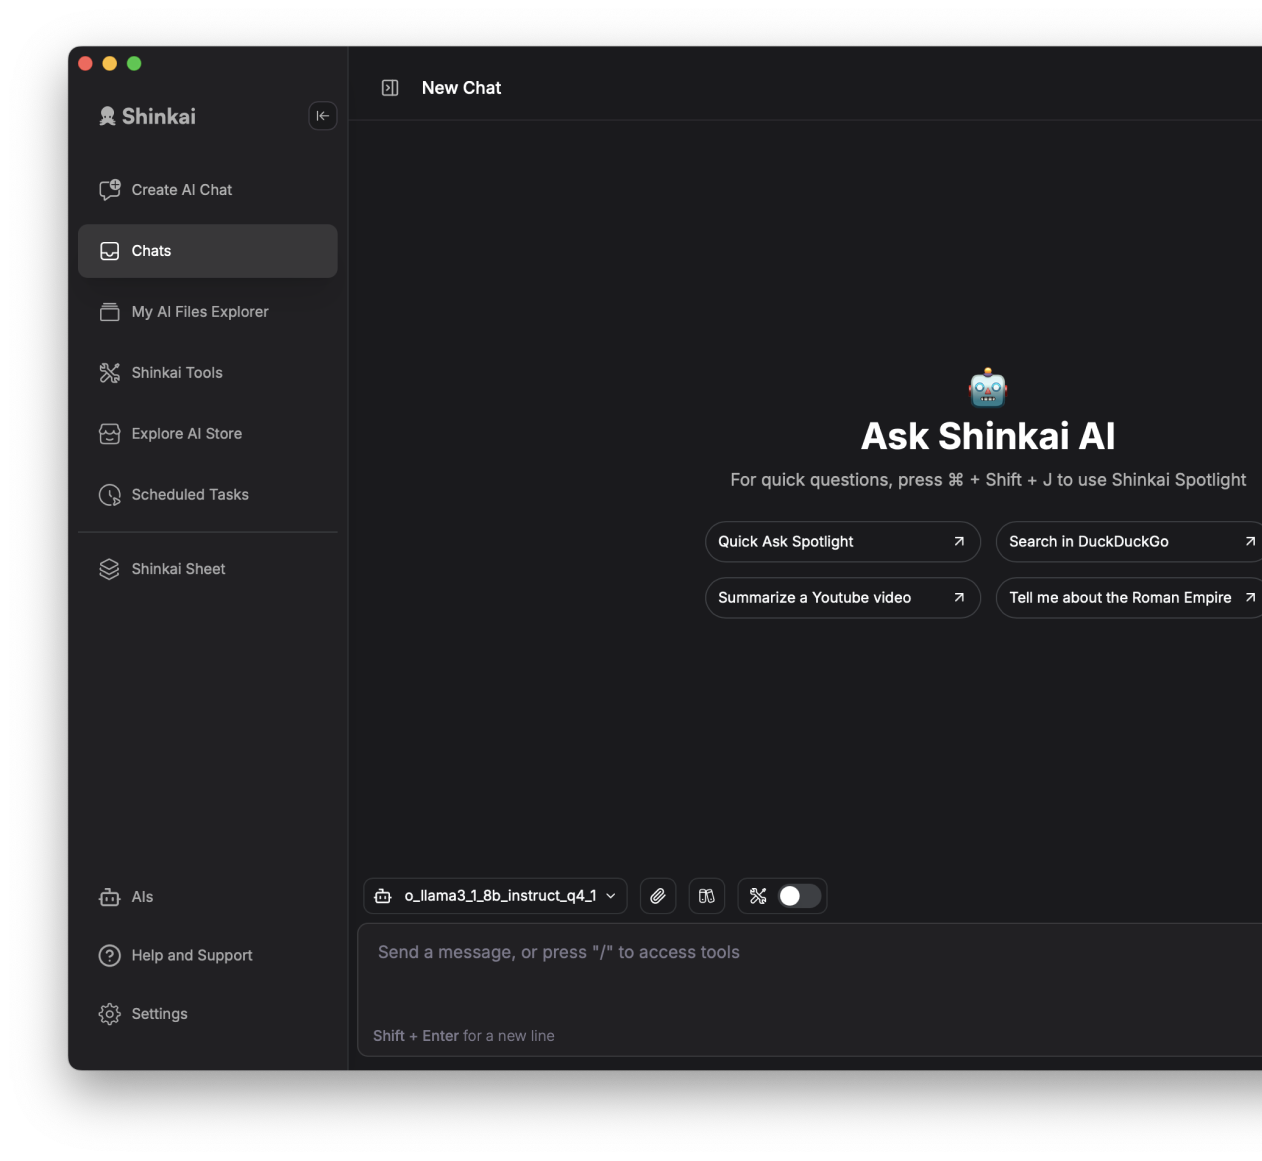 New Chat
Shinkai
Create AI Chat
Chats
My AI Files Explorer
Shinkai Tools
Explore AI Store
Scheduled Tasks
Shinkai Sheet
AIs
Help and Support
Settings
Ask Shinkai AI
For quick questions, press ⌘ + Shift + J to use Shinkai Spotlight
Quick Ask Spotlight
Search in DuckDuckGo
Summarize a Youtube video
Tell me about the Roman Empire
o_llama3_1_8b_instruct_q4_1
Send a message, or press "/" to access tools
Shift + Enter for a new line